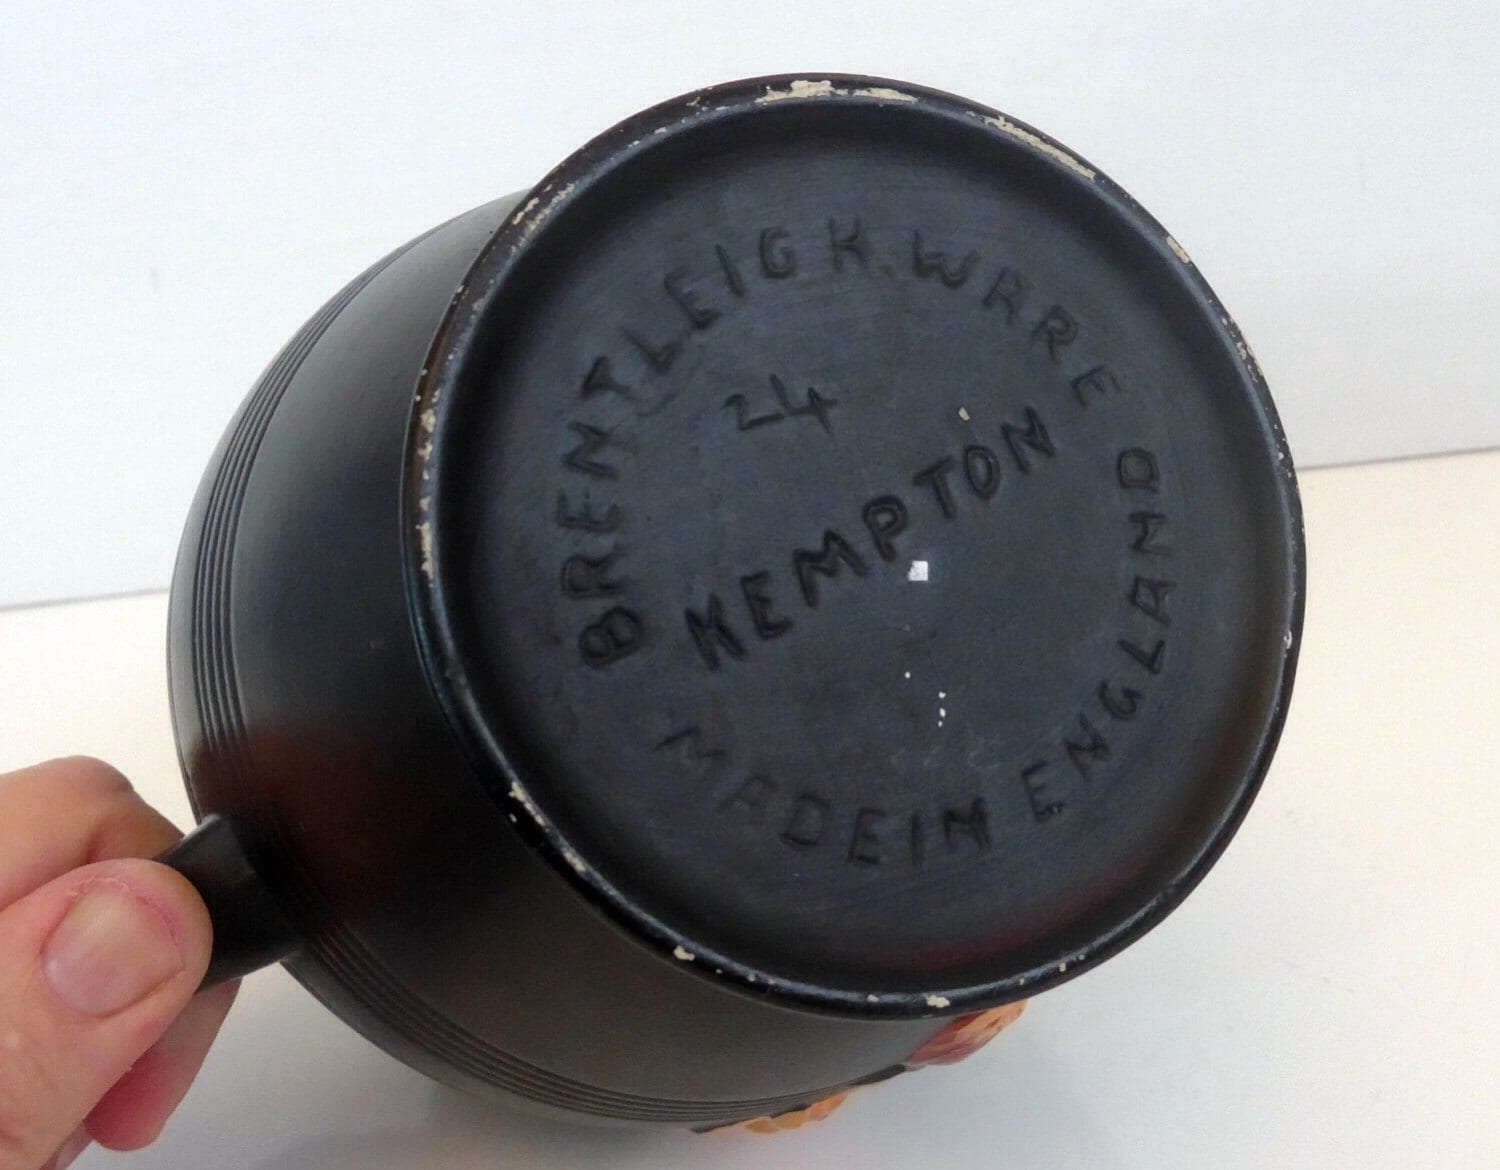 BRENTLEIGH WARE
24
KEMPTON
MADE IN ENGLAND